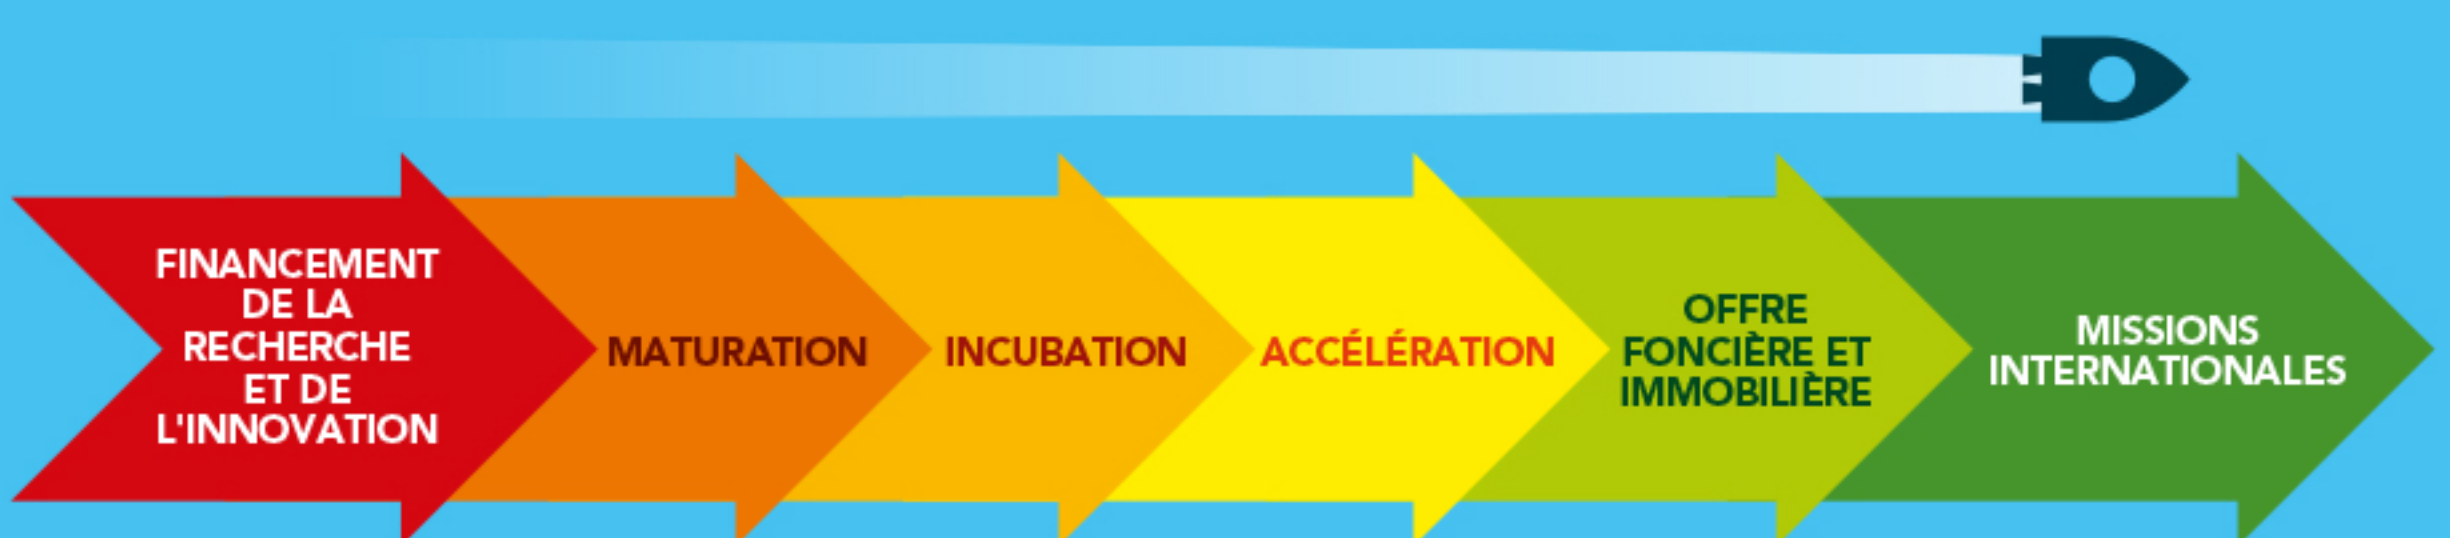 FINANCEMENT
DE LA
RECHERCHE
ET DE
L'INNOVATION
MATURATION
INCUBATION
ACCÉLÉRATION
OFFRE
FONCIÈRE ET
IMMOBILIÈRE
MISSIONS
INTERNATIONALES